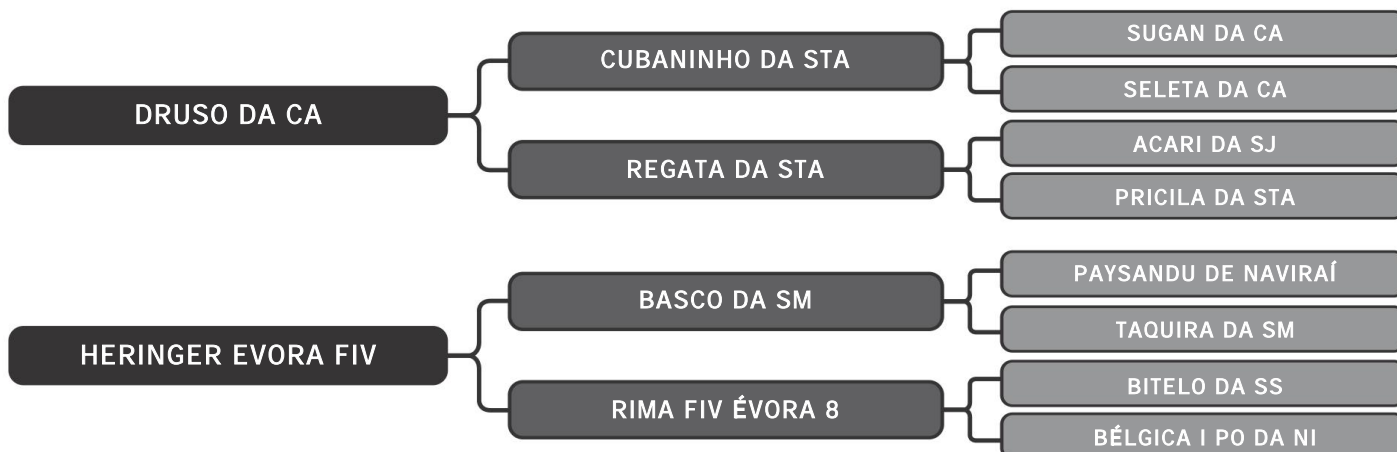 DRUSO DA CA
CUBANINHO DA STA
SUGAN DA CA
SELETA DA CA
REGATA DA STA
ACARI DA SJ
PRICILA DA STA
HERINGER EVORA FIV
BASCO DA SM
PAYSANDU DE NAVIRAÍ
TAQUIRA DA SM
RIMA FIV ÉVORA 8
BITELO DA SS
BÉLGICA I PO DA NI